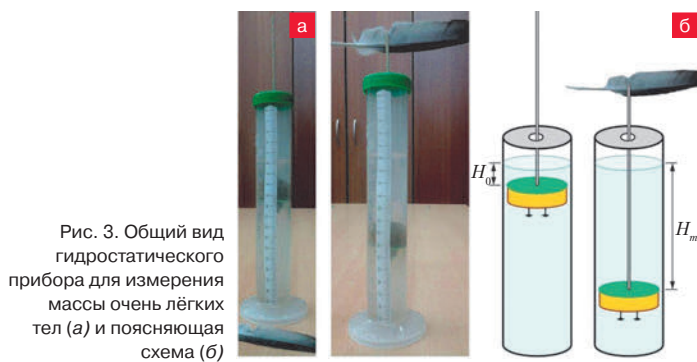 а
б
H₀
Hₘ
Рис. 3. Общий вид
гидростатического
прибора для измерения
массы очень лёгких
тел (а) и поясняющая
схема (б)